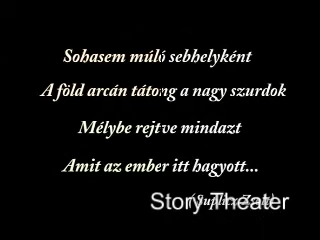 Sohasem múló sebhelyként
A föld arcán tátong a nagy szurdok
Mélybe rejtve mindazt
Amit az ember itt hagyott...
Story Theater